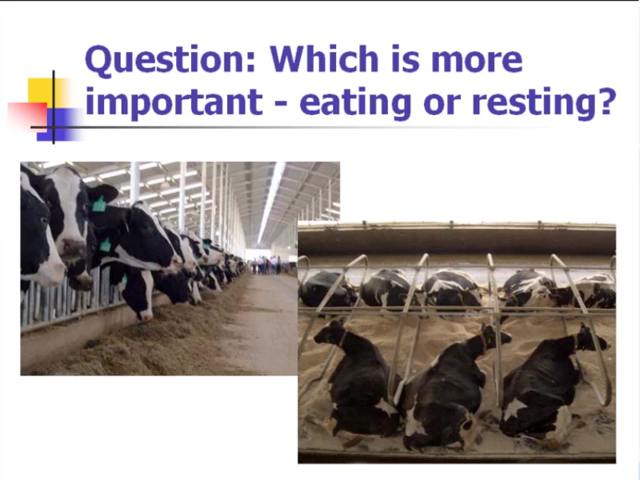 Question: Which is more
important - eating or resting?